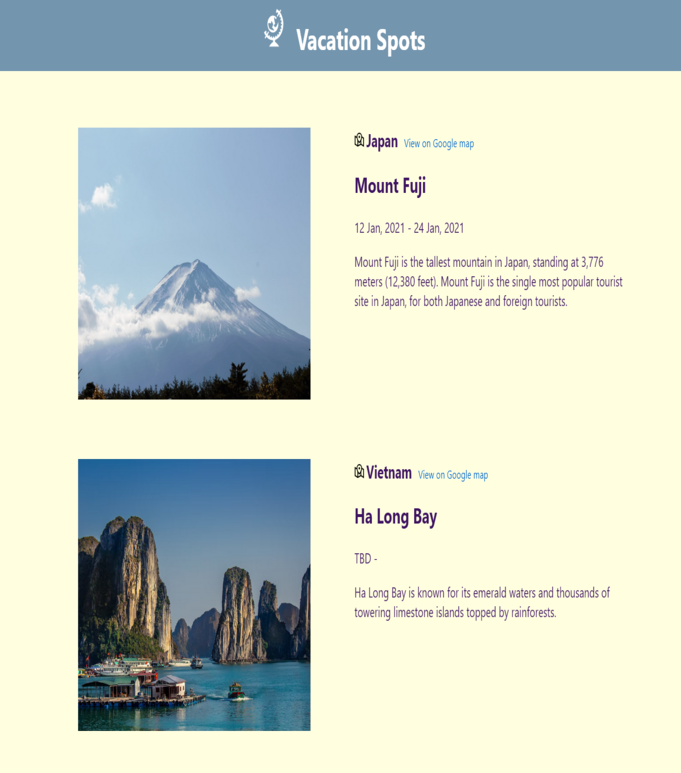 Vacation Spots
Japan View on Google map
Mount Fuji
12 Jan, 2021 - 24 Jan, 2021
Mount Fuji is the tallest mountain in Japan, standing at 3,776
meters (12,380 feet). Mount Fuji is the single most popular tourist
site in Japan, for both Japanese and foreign tourists.
Vietnam View on Google map
Ha Long Bay
TBD -
Ha Long Bay is known for its emerald waters and thousands of
towering limestone islands topped by rainforests.